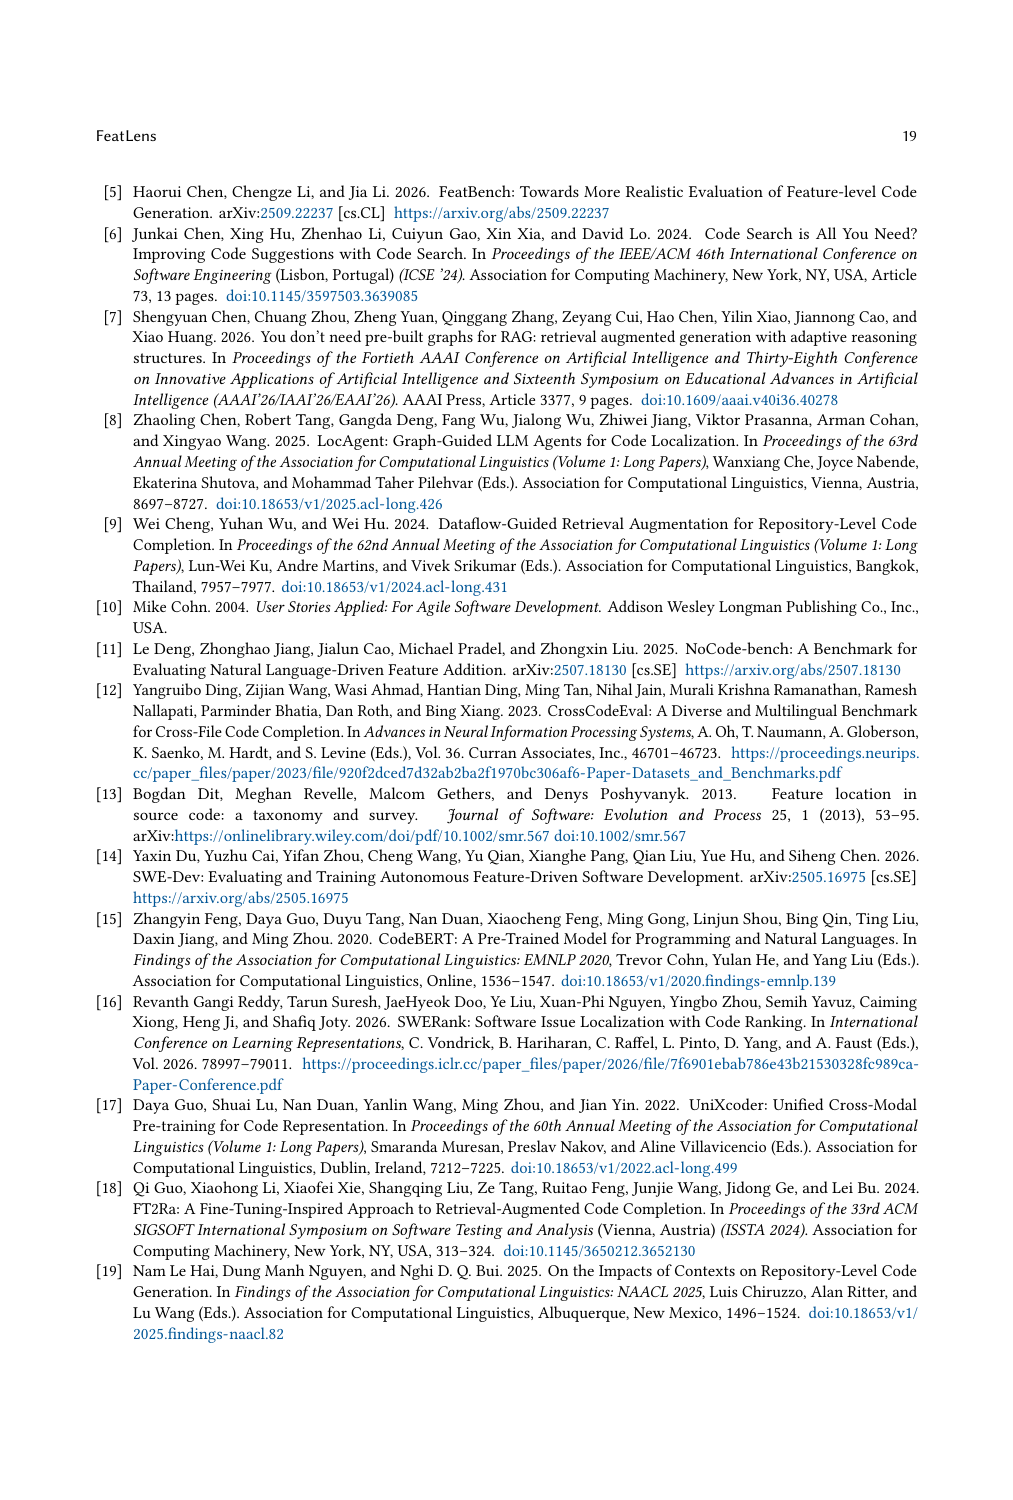 FeatLens 19
[5] Haorui Chen, Chengze Li, and Jia Li. 2026. FeatBench: Towards More Realistic Evaluation of Feature-level Code
Generation. arXiv:2509.22237 [cs.CL] https://arxiv.org/abs/2509.22237
[6] Junkai Chen, Xing Hu, Zhenhao Li, Cuiyun Gao, Xin Xia, and David Lo. 2024. Code Search is All You Need?
Improving Code Suggestions with Code Search. In Proceedings of the IEEE/ACM 46th International Conference on
Software Engineering (Lisbon, Portugal) (ICSE ’24). Association for Computing Machinery, New York, NY, USA, Article
73, 13 pages. doi:10.1145/3597503.3639085
[7] Shengyuan Chen, Chuang Zhou, Zheng Yuan, Qinggang Zhang, Zeyang Cui, Hao Chen, Yilin Xiao, Jiannong Cao, and
Xiao Huang. 2026. You don’t need pre-built graphs for RAG: retrieval augmented generation with adaptive reasoning
structures. In Proceedings of the Fortieth AAAI Conference on Artificial Intelligence and Thirty-Eighth Conference
on Innovative Applications of Artificial Intelligence and Sixteenth Symposium on Educational Advances in Artificial
Intelligence (AAAI’26/IAAI’26/EAAI’26). AAAI Press, Article 3377, 9 pages. doi:10.1609/aaai.v40i36.40278
[8] Zhaoling Chen, Robert Tang, Gangda Deng, Fang Wu, Jialong Wu, Zhiwei Jiang, Viktor Prasanna, Arman Cohan,
and Xingyao Wang. 2025. LocAgent: Graph-Guided LLM Agents for Code Localization. In Proceedings of the 63rd
Annual Meeting of the Association for Computational Linguistics (Volume 1: Long Papers), Wanxiang Che, Joyce Nabende,
Ekaterina Shutova, and Mohammad Taher Pilehvar (Eds.). Association for Computational Linguistics, Vienna, Austria,
8697–8727. doi:10.18653/v1/2025.acl-long.426
[9] Wei Cheng, Yuhan Wu, and Wei Hu. 2024. Dataflow-Guided Retrieval Augmentation for Repository-Level Code
Completion. In Proceedings of the 62nd Annual Meeting of the Association for Computational Linguistics (Volume 1: Long
Papers), Lun-Wei Ku, Andre Martins, and Vivek Srikumar (Eds.). Association for Computational Linguistics, Bangkok,
Thailand, 7957–7977. doi:10.18653/v1/2024.acl-long.431
[10] Mike Cohn. 2004. User Stories Applied: For Agile Software Development. Addison Wesley Longman Publishing Co., Inc.,
USA.
[11] Le Deng, Zhonghao Jiang, Jialun Cao, Michael Pradel, and Zhongxin Liu. 2025. NoCode-bench: A Benchmark for
Evaluating Natural Language-Driven Feature Addition. arXiv:2507.18130 [cs.SE] https://arxiv.org/abs/2507.18130
[12] Yangruibo Ding, Zijian Wang, Wasi Ahmad, Hantian Ding, Ming Tan, Nihal Jain, Murali Krishna Ramanathan, Ramesh
Nallapati, Parminder Bhatia, Dan Roth, and Bing Xiang. 2023. CrossCodeEval: A Diverse and Multilingual Benchmark
for Cross-File Code Completion. In Advances in Neural Information Processing Systems, A. Oh, T. Naumann, A. Globerson,
K. Saenko, M. Hardt, and S. Levine (Eds.), Vol. 36. Curran Associates, Inc., 46701–46723. https://proceedings.neurips.
cc/paper_files/paper/2023/file/920f2dced7d32ab2ba2f1970bc306af6-Paper-Datasets_and_Benchmarks.pdf
[13] Bogdan Dit, Meghan Revelle, Malcom Gethers, and Denys Poshyvanyk. 2013. Feature location in
source code: a taxonomy and survey. Journal of Software: Evolution and Process 25, 1 (2013), 53–95.
arXiv:https://onlinelibrary.wiley.com/doi/pdf/10.1002/smr.567 doi:10.1002/smr.567
[14] Yaxin Du, Yuzhu Cai, Yifan Zhou, Cheng Wang, Yu Qian, Xianghe Pang, Qian Liu, Yue Hu, and Siheng Chen. 2026.
SWE-Dev: Evaluating and Training Autonomous Feature-Driven Software Development. arXiv:2505.16975 [cs.SE]
https://arxiv.org/abs/2505.16975
[15] Zhangyin Feng, Daya Guo, Duyu Tang, Nan Duan, Xiaocheng Feng, Ming Gong, Linjun Shou, Bing Qin, Ting Liu,
Daxin Jiang, and Ming Zhou. 2020. CodeBERT: A Pre-Trained Model for Programming and Natural Languages. In
Findings of the Association for Computational Linguistics: EMNLP 2020, Trevor Cohn, Yulan He, and Yang Liu (Eds.).
Association for Computational Linguistics, Online, 1536–1547. doi:10.18653/v1/2020.findings-emnlp.139
[16] Revanth Gangi Reddy, Tarun Suresh, JaeHyeok Doo, Ye Liu, Xuan-Phi Nguyen, Yingbo Zhou, Semih Yavuz, Caiming
Xiong, Heng Ji, and Shafiq Joty. 2026. SWERank: Software Issue Localization with Code Ranking. In International
Conference on Learning Representations, C. Vondrick, B. Hariharan, C. Raffel, L. Pinto, D. Yang, and A. Faust (Eds.),
Vol. 2026. 78997–79011. https://proceedings.iclr.cc/paper_files/paper/2026/file/7f6901ebab786e43b21530328fc989ca-
Paper-Conference.pdf
[17] Daya Guo, Shuai Lu, Nan Duan, Yanlin Wang, Ming Zhou, and Jian Yin. 2022. UniXcoder: Unified Cross-Modal
Pre-training for Code Representation. In Proceedings of the 60th Annual Meeting of the Association for Computational
Linguistics (Volume 1: Long Papers), Smaranda Muresan, Preslav Nakov, and Aline Villavicencio (Eds.). Association for
Computational Linguistics, Dublin, Ireland, 7212–7225. doi:10.18653/v1/2022.acl-long.499
[18] Qi Guo, Xiaohong Li, Xiaofei Xie, Shangqing Liu, Ze Tang, Ruitao Feng, Junjie Wang, Jidong Ge, and Lei Bu. 2024.
FT2Ra: A Fine-Tuning-Inspired Approach to Retrieval-Augmented Code Completion. In Proceedings of the 33rd ACM
SIGSOFT International Symposium on Software Testing and Analysis (Vienna, Austria) (ISSTA 2024). Association for
Computing Machinery, New York, NY, USA, 313–324. doi:10.1145/3650212.3652130
[19] Nam Le Hai, Dung Manh Nguyen, and Nghi D. Q. Bui. 2025. On the Impacts of Contexts on Repository-Level Code
Generation. In Findings of the Association for Computational Linguistics: NAACL 2025, Luis Chiruzzo, Alan Ritter, and
Lu Wang (Eds.). Association for Computational Linguistics, Albuquerque, New Mexico, 1496–1524. doi:10.18653/v1/
2025.findings-naacl.82